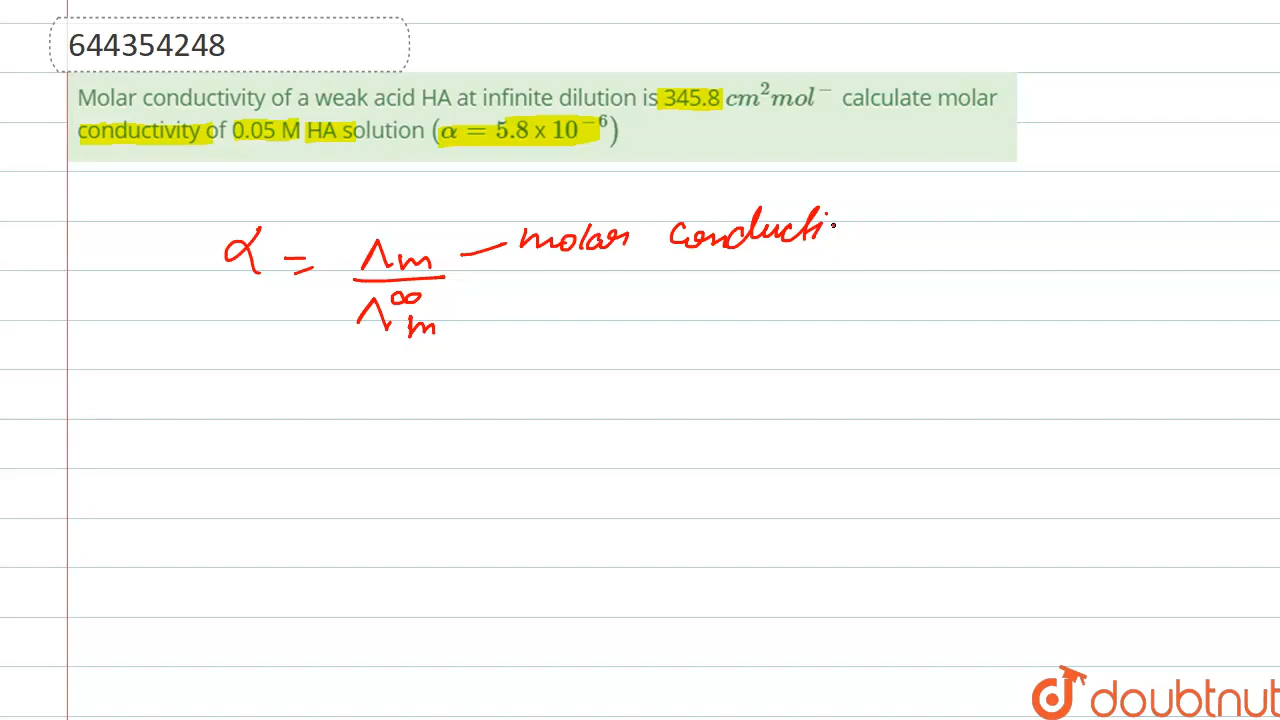 644354248
Molar conductivity of a weak acid HA at infinite dilution is 345.8 cm²mol⁻ calculate molar
conductivity of 0.05 M HA solution (α = 5.8 x 10⁻⁶)
α = Λm / Λ∞m — molar conducti
doubtnut